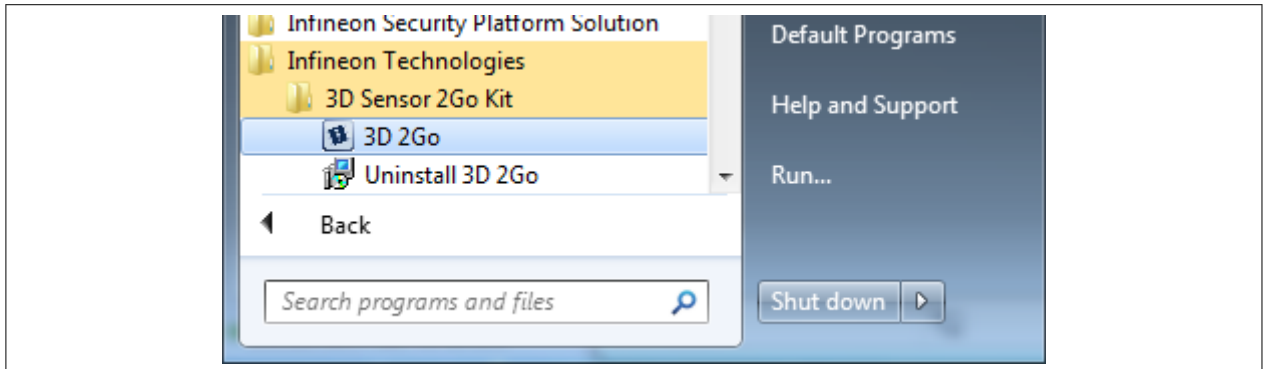 Infineon Security Platform Solution
Infineon Technologies
3D Sensor 2Go Kit
3D 2Go
Uninstall 3D 2Go
Back
Search programs and files
Default Programs
Help and Support
Run...
Shut down